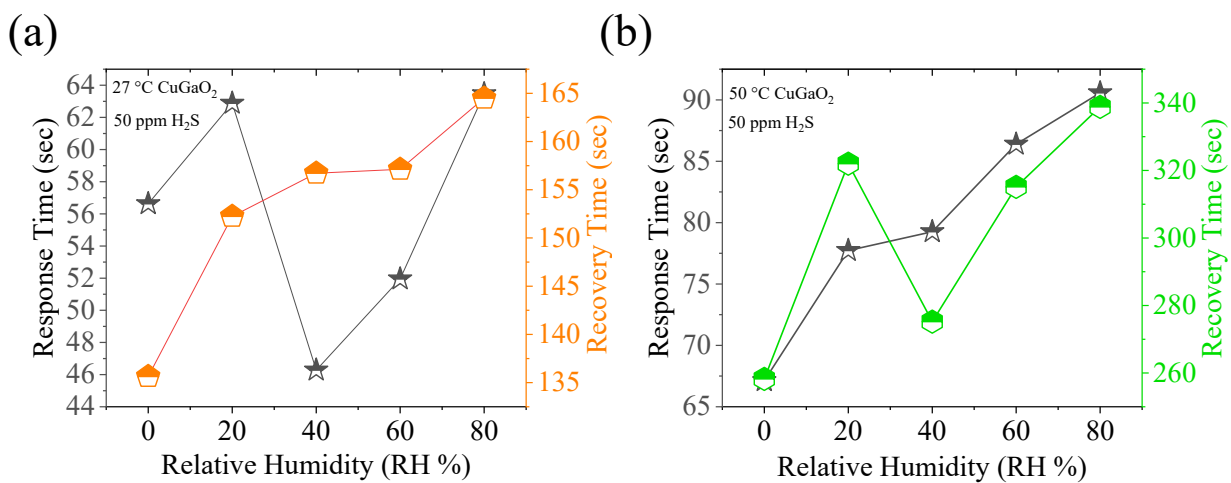 (a)
27 °C CuGaO₂
50 ppm H₂S
Response Time (sec)
64
62
60
58
56
54
52
50
48
46
44
Recovery Time (sec)
165
160
155
150
145
140
135
0 20 40 60 80
Relative Humidity (RH %)
(b)
50 °C CuGaO₂
50 ppm H₂S
Response Time (sec)
90
85
80
75
70
65
Recovery Time (sec)
340
320
300
280
260
0 20 40 60 80
Relative Humidity (RH %)